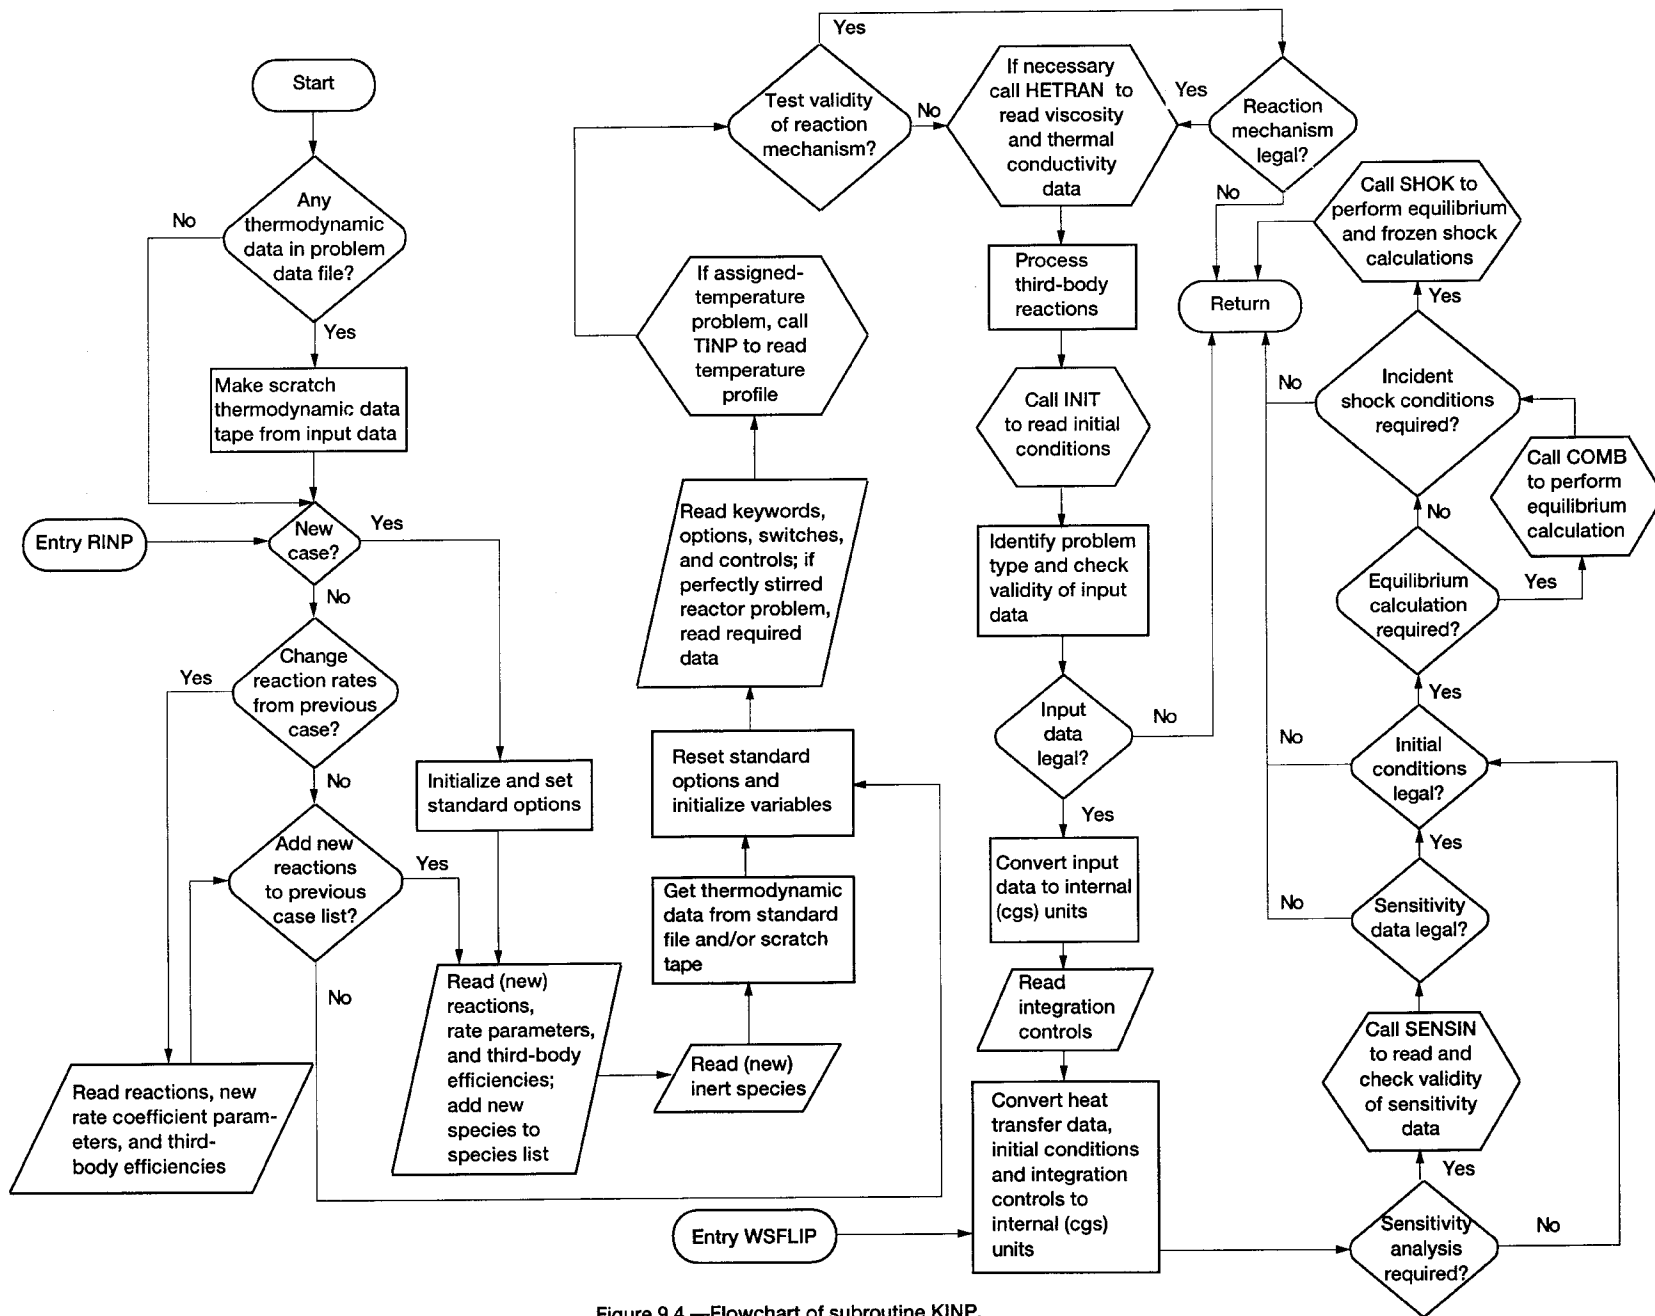 Start
Any
thermodynamic
data in problem
data file?
No
Yes
Make scratch
thermodynamic data
tape from input data
Entry RINP
New
case?
Yes
No
Change
reaction rates
from previous
case?
Yes
No
Add new
reactions
to previous
case list?
Yes
No
Read reactions, new
rate coefficient param-
eters, and third-
body efficiencies
Initialize and set
standard options
Read (new)
reactions,
rate parameters,
and third-body
efficiencies;
add new
species to
species list
Read (new)
inert species
Get thermodynamic
data from standard
file and/or scratch
tape
Reset standard
options and
initialize variables
Read keywords,
options, switches,
and controls; if
perfectly stirred
reactor problem,
read required
data
If assigned-
temperature
problem, call
TINP to read
temperature
profile
Test validity
of reaction
mechanism?
Yes
No
If necessary
call HETRAN to
read viscosity
and thermal
conductivity
data
Yes
Reaction
mechanism
legal?
No
Process
third-body
reactions
Call INIT
to read initial
conditions
Identify problem
type and check
validity of input
data
Input
data
legal?
No
Yes
Convert input
data to internal
(cgs) units
Read
integration
controls
Convert heat
transfer data,
initial conditions
and integration
controls to
internal (cgs)
units
Entry WSFLIP
Sensitivity
analysis
required?
No
Yes
Call SENSIN
to read and
check validity
of sensitivity
data
Sensitivity
data legal?
No
Yes
Initial
conditions
legal?
No
Yes
Equilibrium
calculation
required?
Yes
No
Call COMB
to perform
equilibrium
calculation
Incident
shock conditions
required?
No
Yes
Call SHOK to
perform equilibrium
and frozen shock
calculations
Return
Figure 9.4.—Flowchart of subroutine KINP.